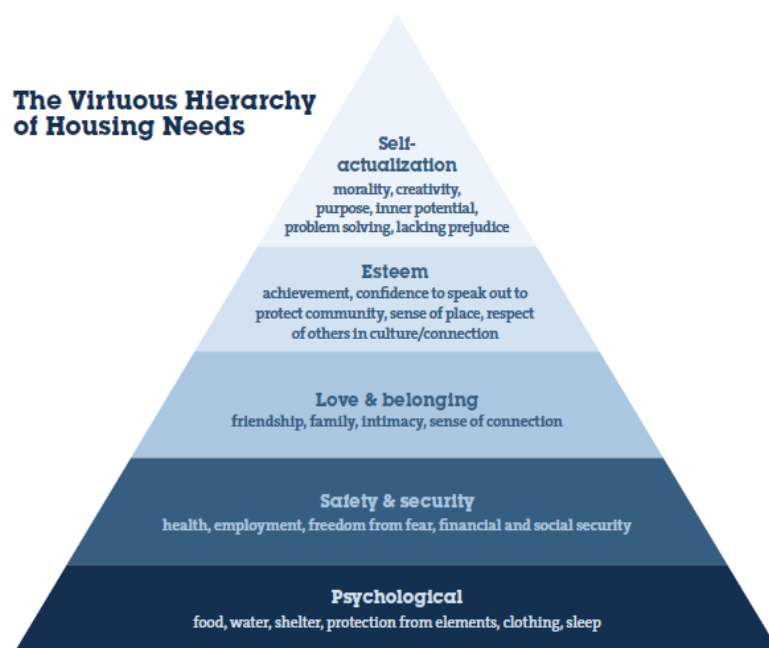 The Virtuous Hierarchy
of Housing Needs
Self-
actualization
morality, creativity,
purpose, inner potential,
problem solving, lacking prejudice
Esteem
achievement, confidence to speak out to
protect community, sense of place, respect
of others in culture/connection
Love & belonging
friendship, family, intimacy, sense of connection
Safety & security
health, employment, freedom from fear, financial and social security
Psychological
food, water, shelter, protection from elements, clothing, sleep